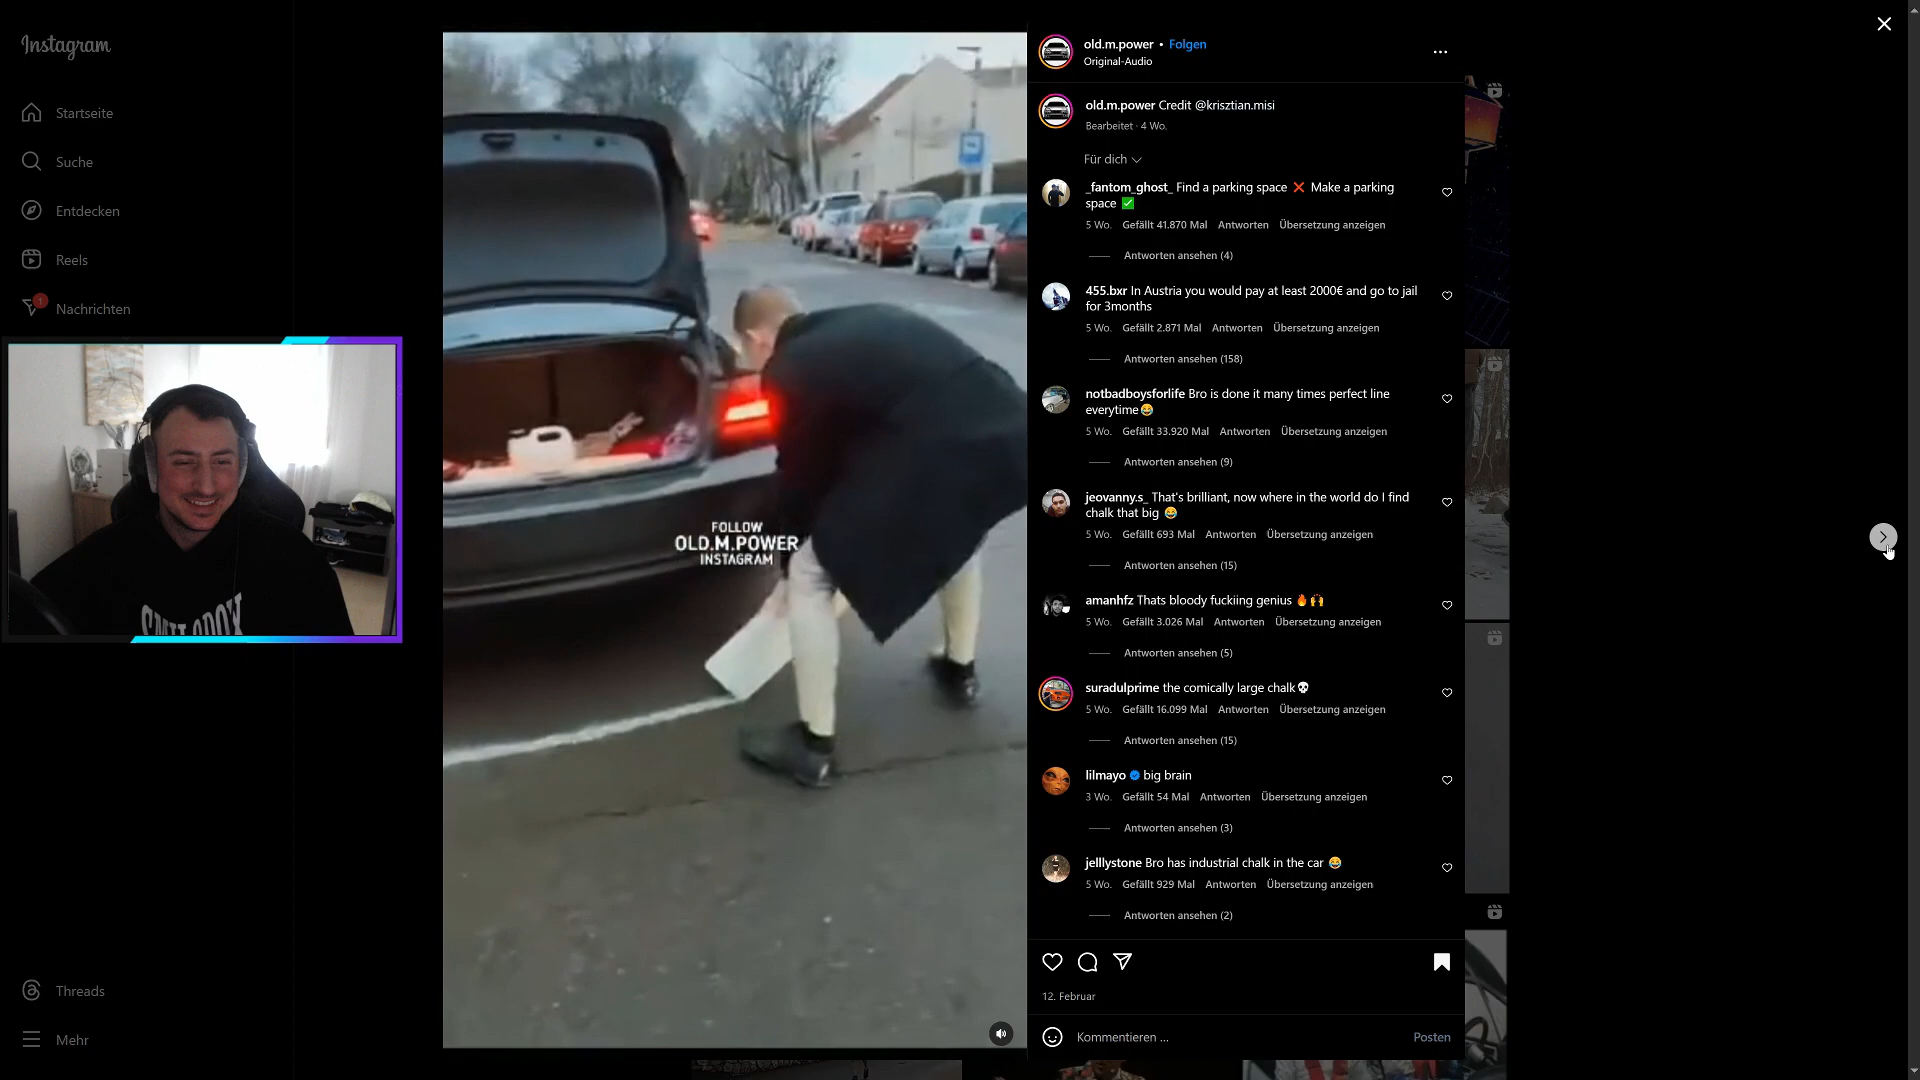 Instagram
Startseite
Suche
Entdecken
Reels
1
Nachrichten
Threads
Mehr
FOLLOW
OLD.M.POWER
INSTAGRAM
old.m.power • Folgen
Original-Audio
old.m.power Credit @krisztian.misi
Bearbeitet · 4 Wo.
Für dich
_fantom_ghost_ Find a parking space ❌ Make a parking
space ✅
5 Wo. Gefällt 41.870 Mal Antworten Übersetzung anzeigen
Antworten ansehen (4)
455.bxr In Austria you would pay at least 2000€ and go to jail
for 3months
5 Wo. Gefällt 2.871 Mal Antworten Übersetzung anzeigen
Antworten ansehen (158)
notbadboysforlife Bro is done it many times perfect line
everytime😂
5 Wo. Gefällt 33.920 Mal Antworten Übersetzung anzeigen
Antworten ansehen (9)
jeovanny.s_ That's brilliant, now where in the world do I find
chalk that big 😂
5 Wo. Gefällt 693 Mal Antworten Übersetzung anzeigen
Antworten ansehen (15)
amanhfz Thats bloody fuckiing genius 🔥🙌
5 Wo. Gefällt 3.026 Mal Antworten Übersetzung anzeigen
Antworten ansehen (5)
suradulprime the comically large chalk💀
5 Wo. Gefällt 16.099 Mal Antworten Übersetzung anzeigen
Antworten ansehen (15)
lilmayo big brain
3 Wo. Gefällt 54 Mal Antworten Übersetzung anzeigen
Antworten ansehen (3)
jelllystone Bro has industrial chalk in the car 😂
5 Wo. Gefällt 929 Mal Antworten Übersetzung anzeigen
Antworten ansehen (2)
12. Februar
Kommentieren ...
Posten